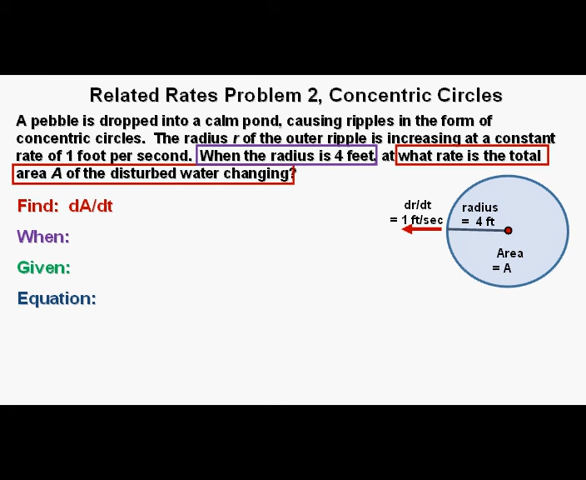 Related Rates Problem 2, Concentric Circles
A pebble is dropped into a calm pond, causing ripples in the form of
concentric circles. The radius r of the outer ripple is increasing at a constant
rate of 1 foot per second. When the radius is 4 feet, at what rate is the total
area A of the disturbed water changing?
Find: dA/dt
When:
Given:
Equation:
dr/dt
= 1 ft/sec
radius
= 4 ft
Area
= A